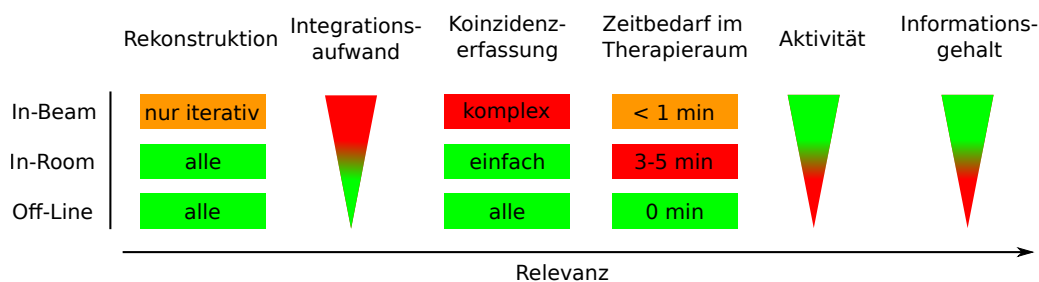 Rekonstruktion
Integrations-
aufwand
Koinzidenz-
erfassung
Zeitbedarf im
Therapieraum
Aktivität
Informations-
gehalt
In-Beam
nur iterativ
komplex
< 1 min
In-Room
alle
einfach
3-5 min
Off-Line
alle
alle
0 min
Relevanz